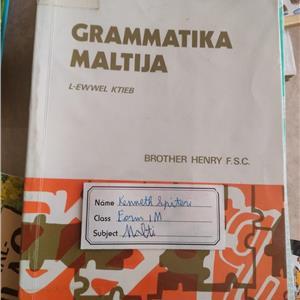 GRAMMATIKA
MALTIJA
L-EWWEL KTIEB
BROTHER HENRY F.S.C.
Name Kenneth Spiteri
Class Form 1M
Subject Malti